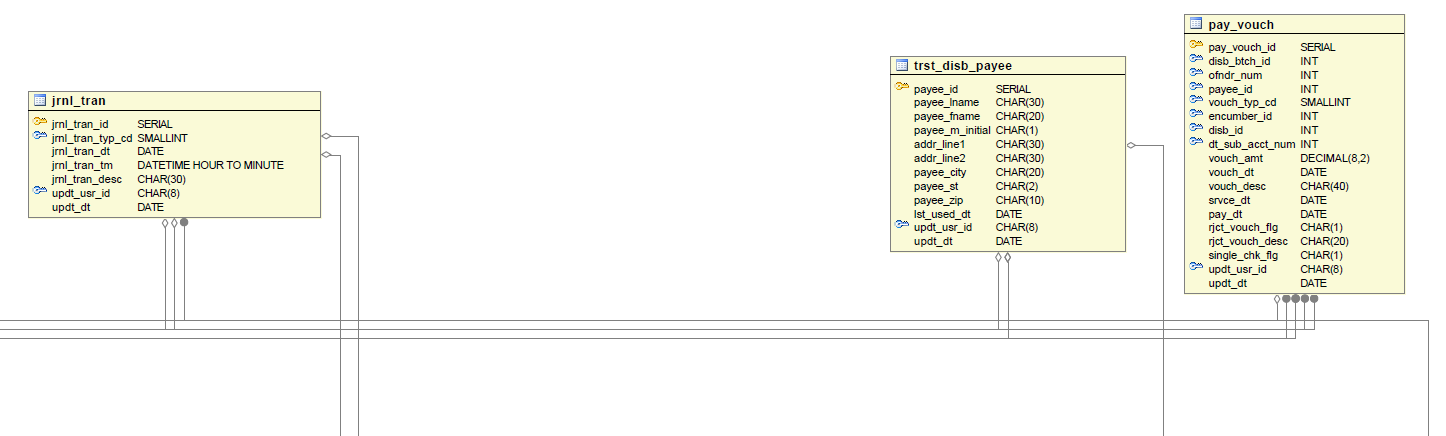 jrnl_tran
jrnl_tran_id SERIAL
jrnl_tran_typ_cd SMALLINT
jrnl_tran_dt DATE
jrnl_tran_tm DATETIME HOUR TO MINUTE
jrnl_tran_desc CHAR(30)
updt_usr_id CHAR(8)
updt_dt DATE
trst_disb_payee
payee_id SERIAL
payee_lname CHAR(30)
payee_fname CHAR(20)
payee_m_initial CHAR(1)
addr_line1 CHAR(30)
addr_line2 CHAR(30)
payee_city CHAR(20)
payee_st CHAR(2)
payee_zip CHAR(10)
lst_used_dt DATE
updt_usr_id CHAR(8)
updt_dt DATE
pay_vouch
pay_vouch_id SERIAL
disb_btch_id INT
ofndr_num INT
payee_id INT
vouch_typ_cd SMALLINT
encumber_id INT
disb_id INT
dt_sub_acct_num INT
vouch_amt DECIMAL(8,2)
vouch_dt DATE
vouch_desc CHAR(40)
srvce_dt DATE
pay_dt DATE
rjct_vouch_flg CHAR(1)
rjct_vouch_desc CHAR(20)
single_chk_flg CHAR(1)
updt_usr_id CHAR(8)
updt_dt DATE